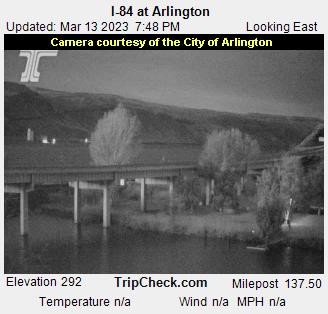 I-84 at Arlington
Updated: Mar 13 2023 7:48 PM Looking East
Camera courtesy of the City of Arlington
Elevation 292 TripCheck.com Milepost 137.50
Temperature n/a Wind n/a MPH n/a